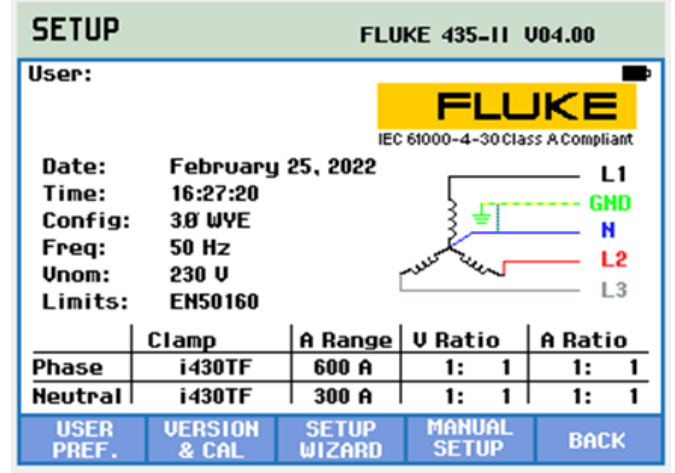 SETUP FLUKE 435-II V04.00
User:
FLUKE
IEC 61000-4-30 Class A Compliant
Date: February 25, 2022
Time: 16:27:20
Config: 3Ø WYE
Freq: 50 Hz
Vnom: 230 V
Limits: EN50160
L1
GND
N
L2
L3
Clamp A Range V Ratio A Ratio
Phase i430TF 600 A 1: 1 1: 1
Neutral i430TF 300 A 1: 1 1: 1
USER PREF. VERSION & CAL SETUP WIZARD MANUAL SETUP BACK